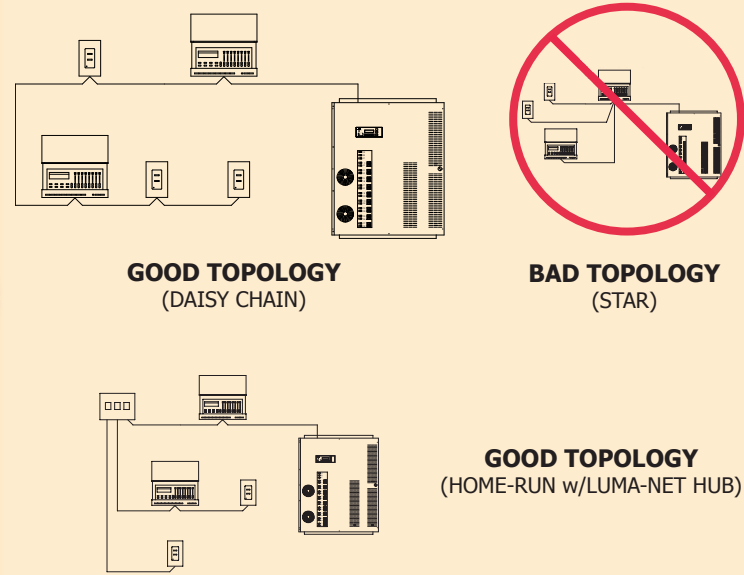 GOOD TOPOLOGY
(DAISY CHAIN)
BAD TOPOLOGY
(STAR)
GOOD TOPOLOGY
(HOME-RUN w/LUMA-NET HUB)